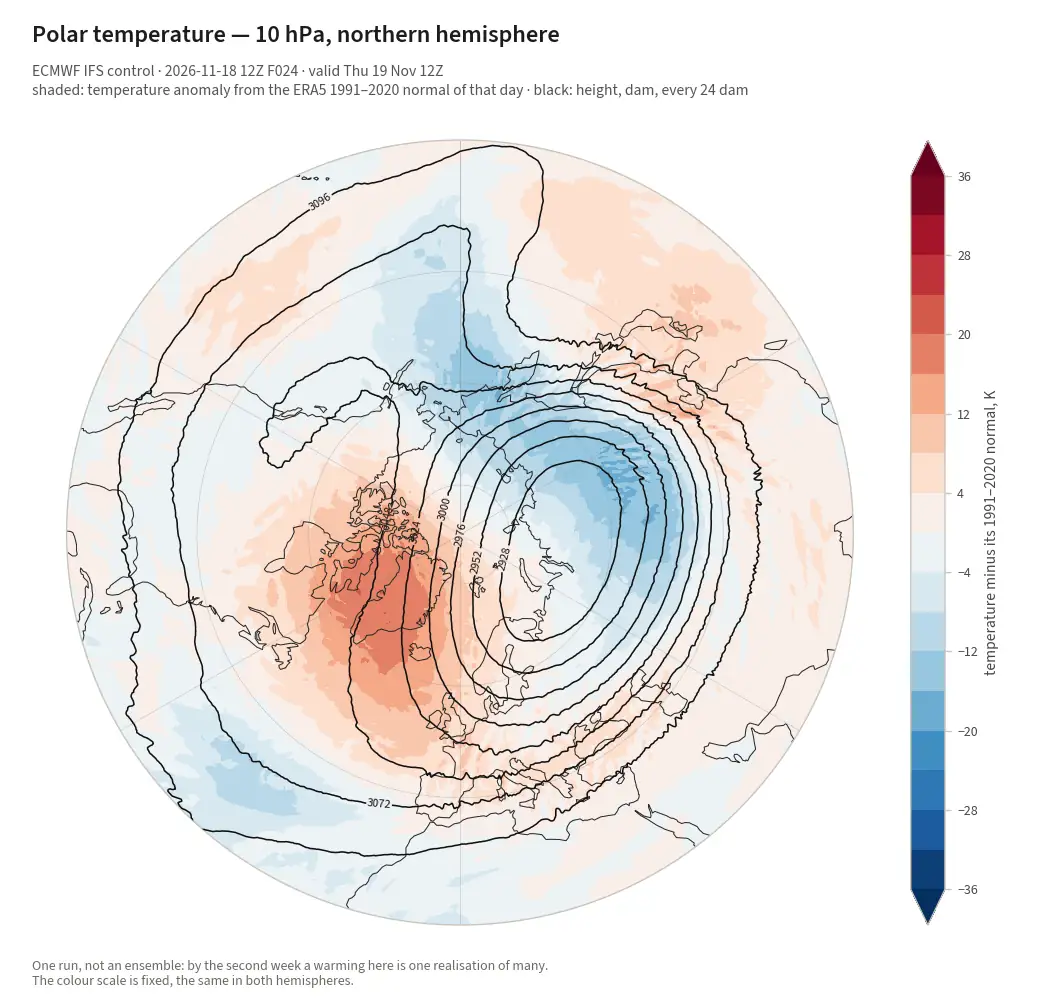 Polar temperature — 10 hPa, northern hemisphere
ECMWF IFS control · 2026-11-18 12Z F024 · valid Thu 19 Nov 12Z
shaded: temperature anomaly from the ERA5 1991–2020 normal of that day · black: height, dam, every 24 dam
3096
3000
2976
2952
2928
3072
36
28
20
12
4
−4
−12
−20
−28
−36
temperature minus its 1991–2020 normal, K
One run, not an ensemble: by the second week a warming here is one realisation of many.
The colour scale is fixed, the same in both hemispheres.